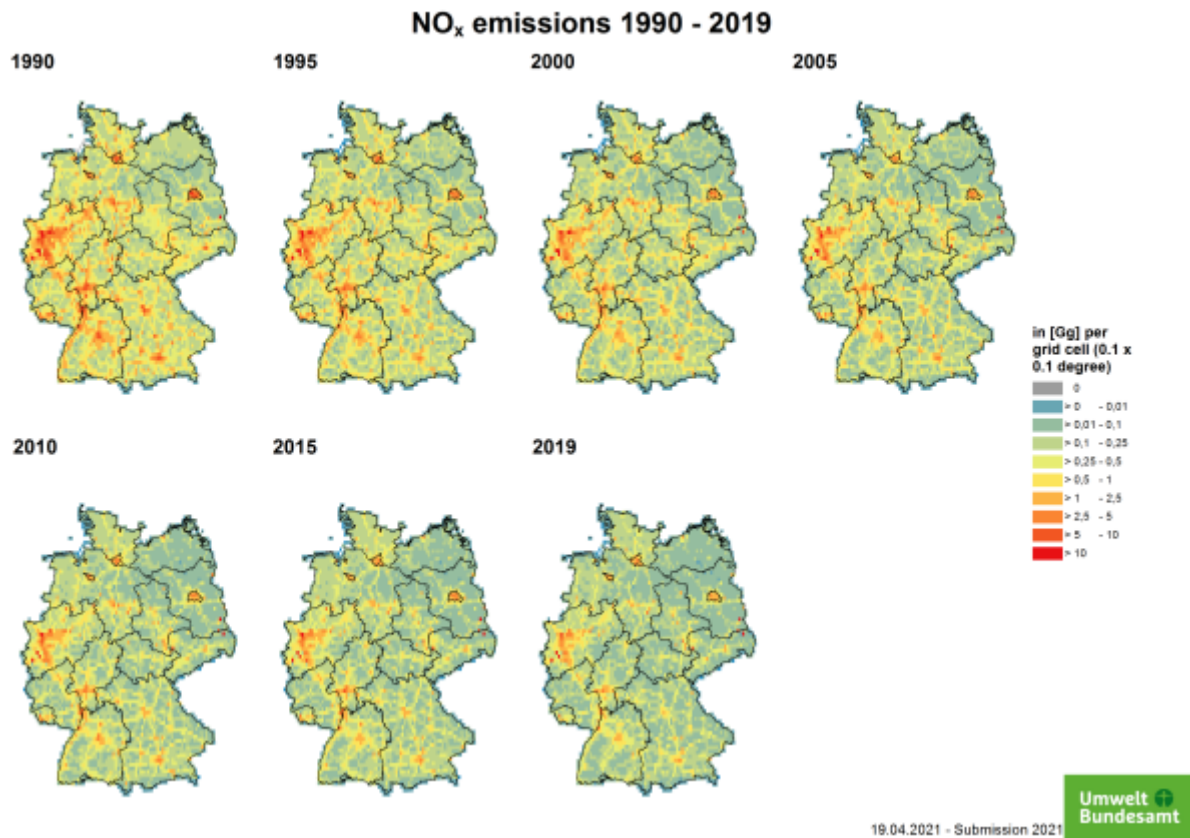 NOx emissions 1990 - 2019
1990
1995
2000
2005
in [Gg] per
grid cell (0.1 x
0.1 degree)
0
> 0 - 0,01
> 0,01 - 0,1
> 0,1 - 0,25
> 0,25 - 0,5
> 0,5 - 1
> 1 - 2,5
> 2,5 - 5
> 5 - 10
> 10
2010
2015
2019
Umwelt
Bundesamt
19.04.2021 - Submission 2021